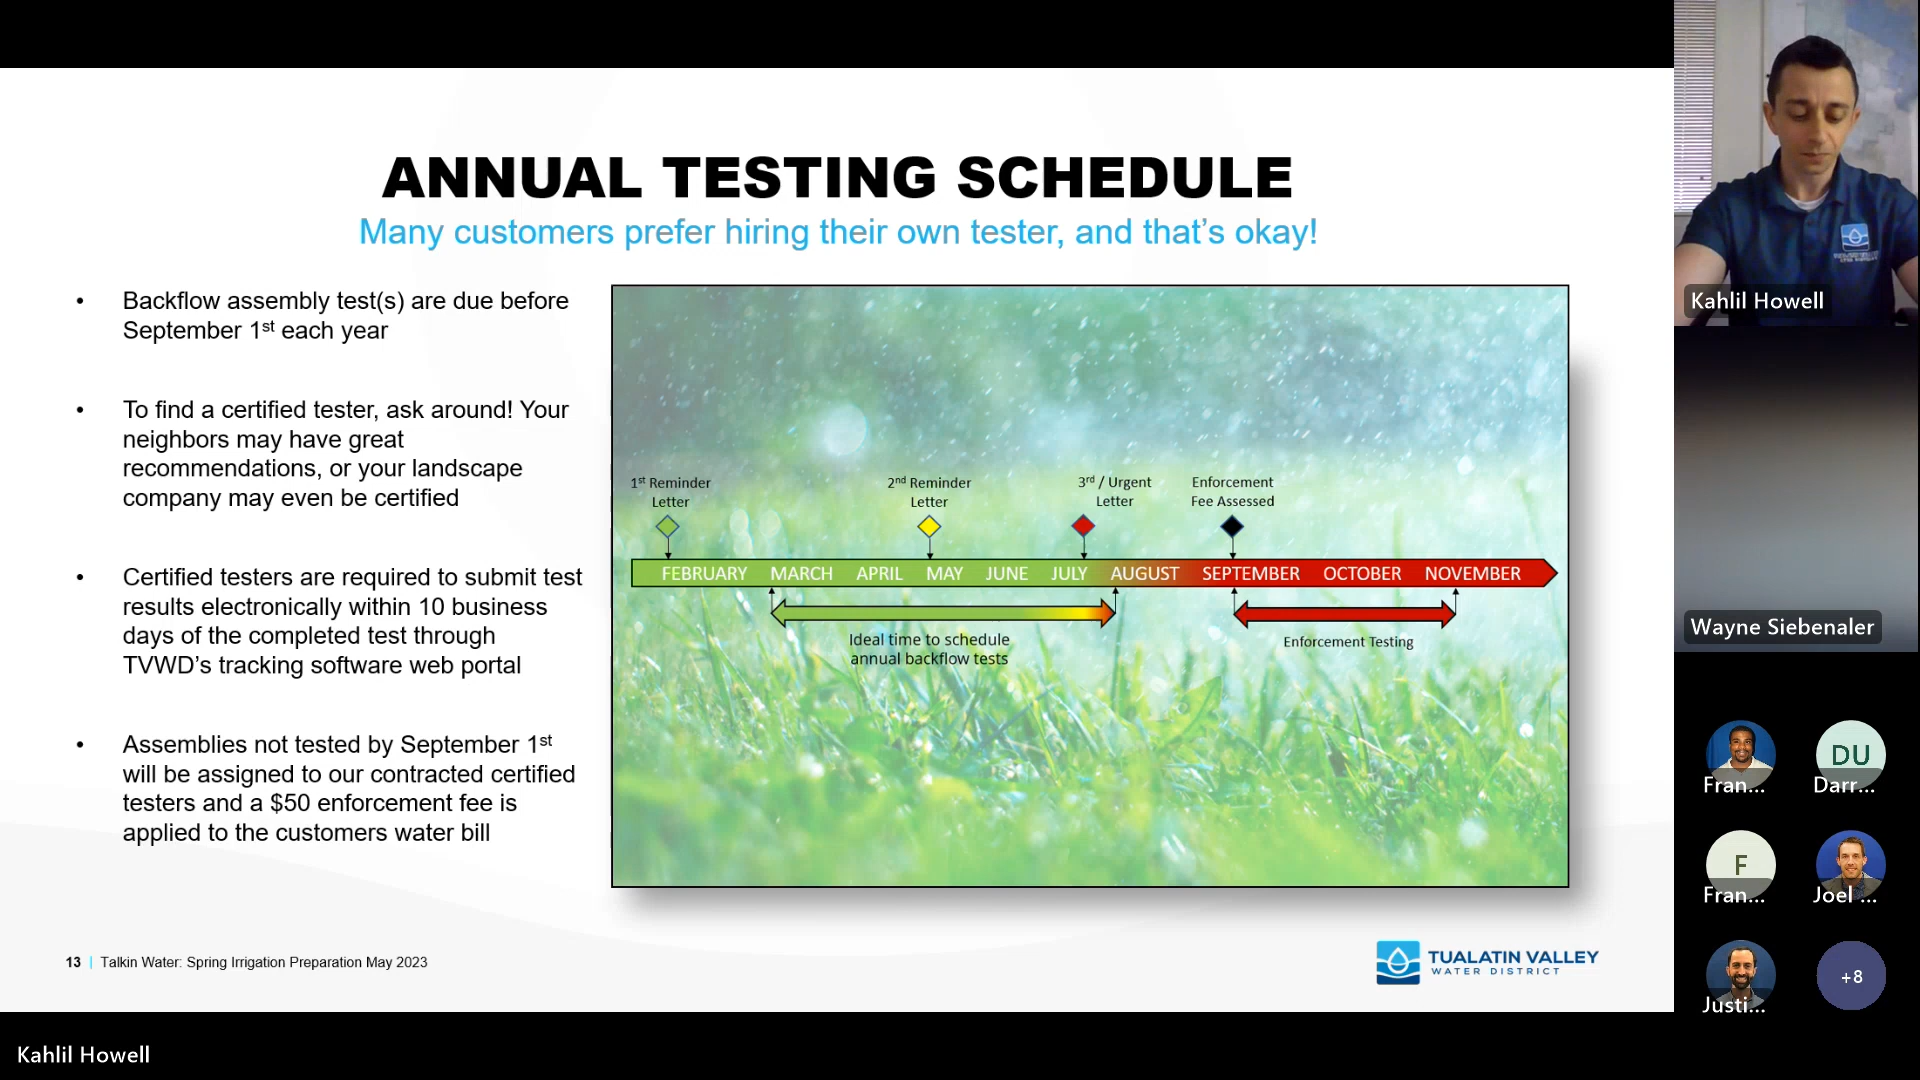 ANNUAL TESTING SCHEDULE
Many customers prefer hiring their own tester, and that's okay!
• Backflow assembly test(s) are due before
September 1st each year
• To find a certified tester, ask around! Your
neighbors may have great
recommendations, or your landscape
company may even be certified
• Certified testers are required to submit test
results electronically within 10 business
days of the completed test through
TVWD's tracking software web portal
• Assemblies not tested by September 1st
will be assigned to our contracted certified
testers and a $50 enforcement fee is
applied to the customers water bill
1st Reminder
Letter
2nd Reminder
Letter
3rd / Urgent
Letter
Enforcement
Fee Assessed
FEBRUARY MARCH APRIL MAY JUNE JULY AUGUST SEPTEMBER OCTOBER NOVEMBER
Ideal time to schedule
annual backflow tests
Enforcement Testing
13 | Talkin Water: Spring Irrigation Preparation May 2023
TUALATIN VALLEY
WATER DISTRICT
Kahlil Howell
Wayne Siebenaler
Fran...
DU
Darr...
F
Fran...
Joel ...
Justi...
+8
Kahlil Howell